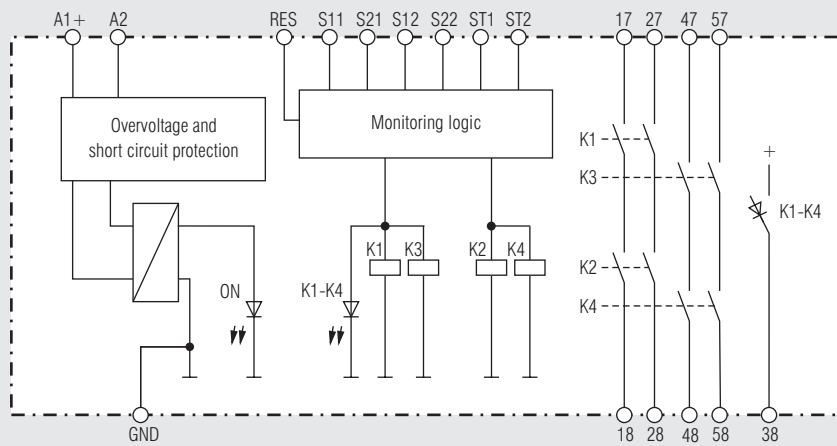 A1+ A2 RES S11 S21 S12 S22 ST1 ST2 17 27 47 57
Overvoltage and
short circuit protection
Monitoring logic
K1
K3
+
K1-K4
K1 K3 K2 K4
K2
ON K1-K4
K4
GND 18 28 48 58 38